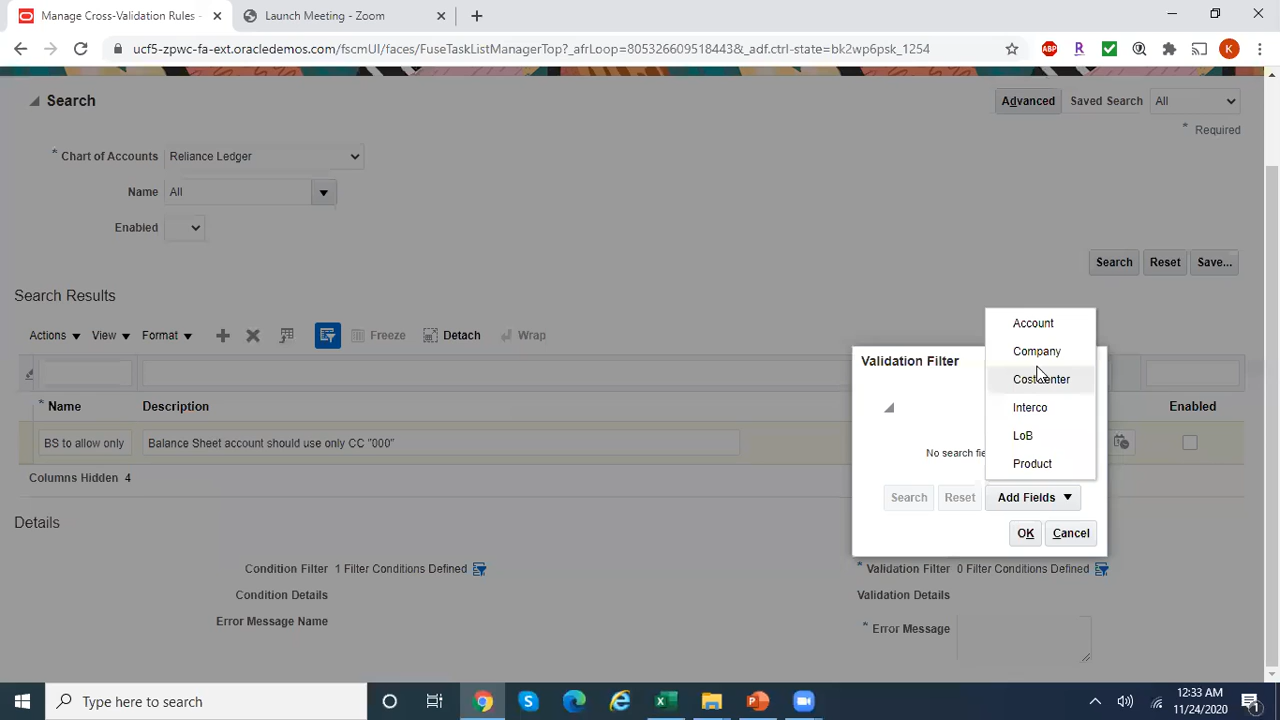 Manage Cross-Validation Rules -
Launch Meeting - Zoom
ucf5-zpwc-fa-ext.oracledemos.com/fscmUI/faces/FuseTaskListManagerTop?_afrLoop=8053266095184­43&_adf.ctrl-state=bk2wp6psk_1254
ABP
R
K
Search
Advanced
Saved Search
All
* Required
* Chart of Accounts
Reliance Ledger
Name
All
Enabled
Search
Reset
Save...
Search Results
Actions
View
Format
Freeze
Detach
Wrap
* Name
Description
Enabled
BS to allow only
Balance Sheet account should use only CC "000"
Columns Hidden 4
Details
Condition Filter 1 Filter Conditions Defined
Condition Details
Error Message Name
* Validation Filter 0 Filter Conditions Defined
Validation Details
* Error Message
Validation Filter
No search fie
Account
Company
CostCenter
Interco
LoB
Product
Search
Reset
Add Fields
OK
Cancel
Type here to search
12:33 AM
11/24/2020
1